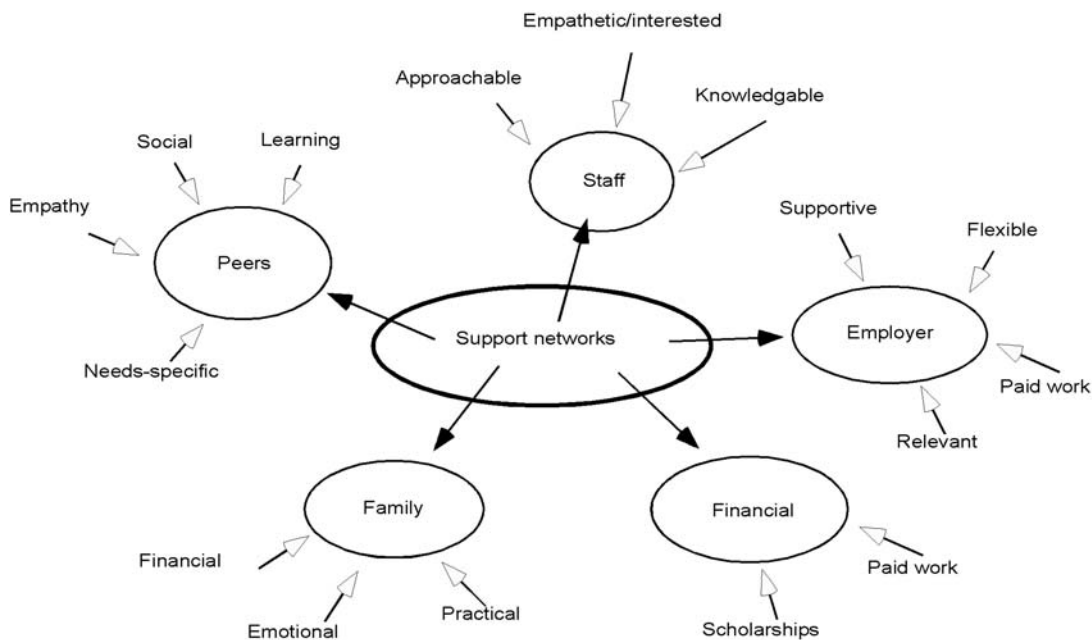 Empathetic/interested
Approachable
Knowledgable
Social
Learning
Staff
Empathy
Supportive
Flexible
Peers
Support networks
Employer
Needs-specific
Paid work
Relevant
Family
Financial
Financial
Paid work
Practical
Emotional
Scholarships